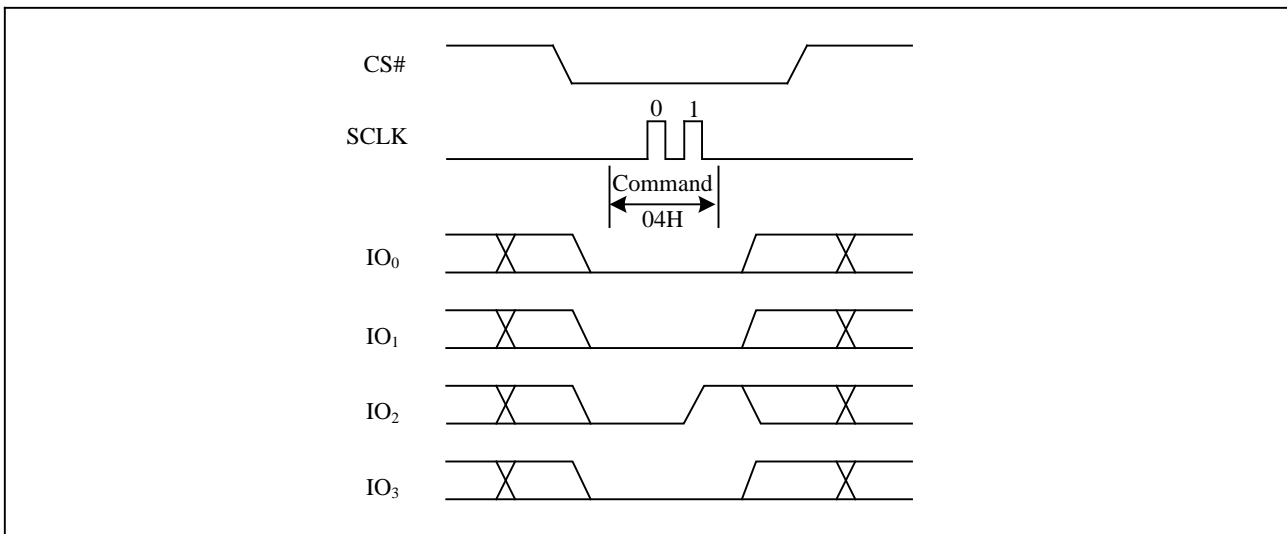 CS#
0 1
SCLK
Command
04H
IO₀
IO₁
IO₂
IO₃